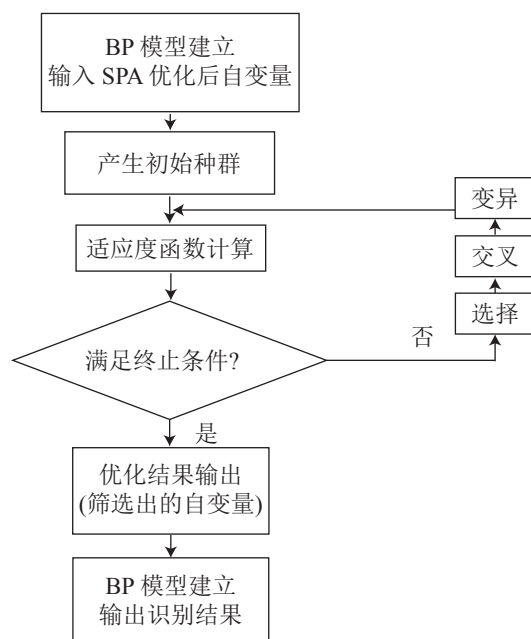 BP 模型建立
输入 SPA 优化后自变量
产生初始种群
变异
适应度函数计算
交叉
选择
满足终止条件?
否
是
优化结果输出
(筛选出的自变量)
BP 模型建立
输出识别结果